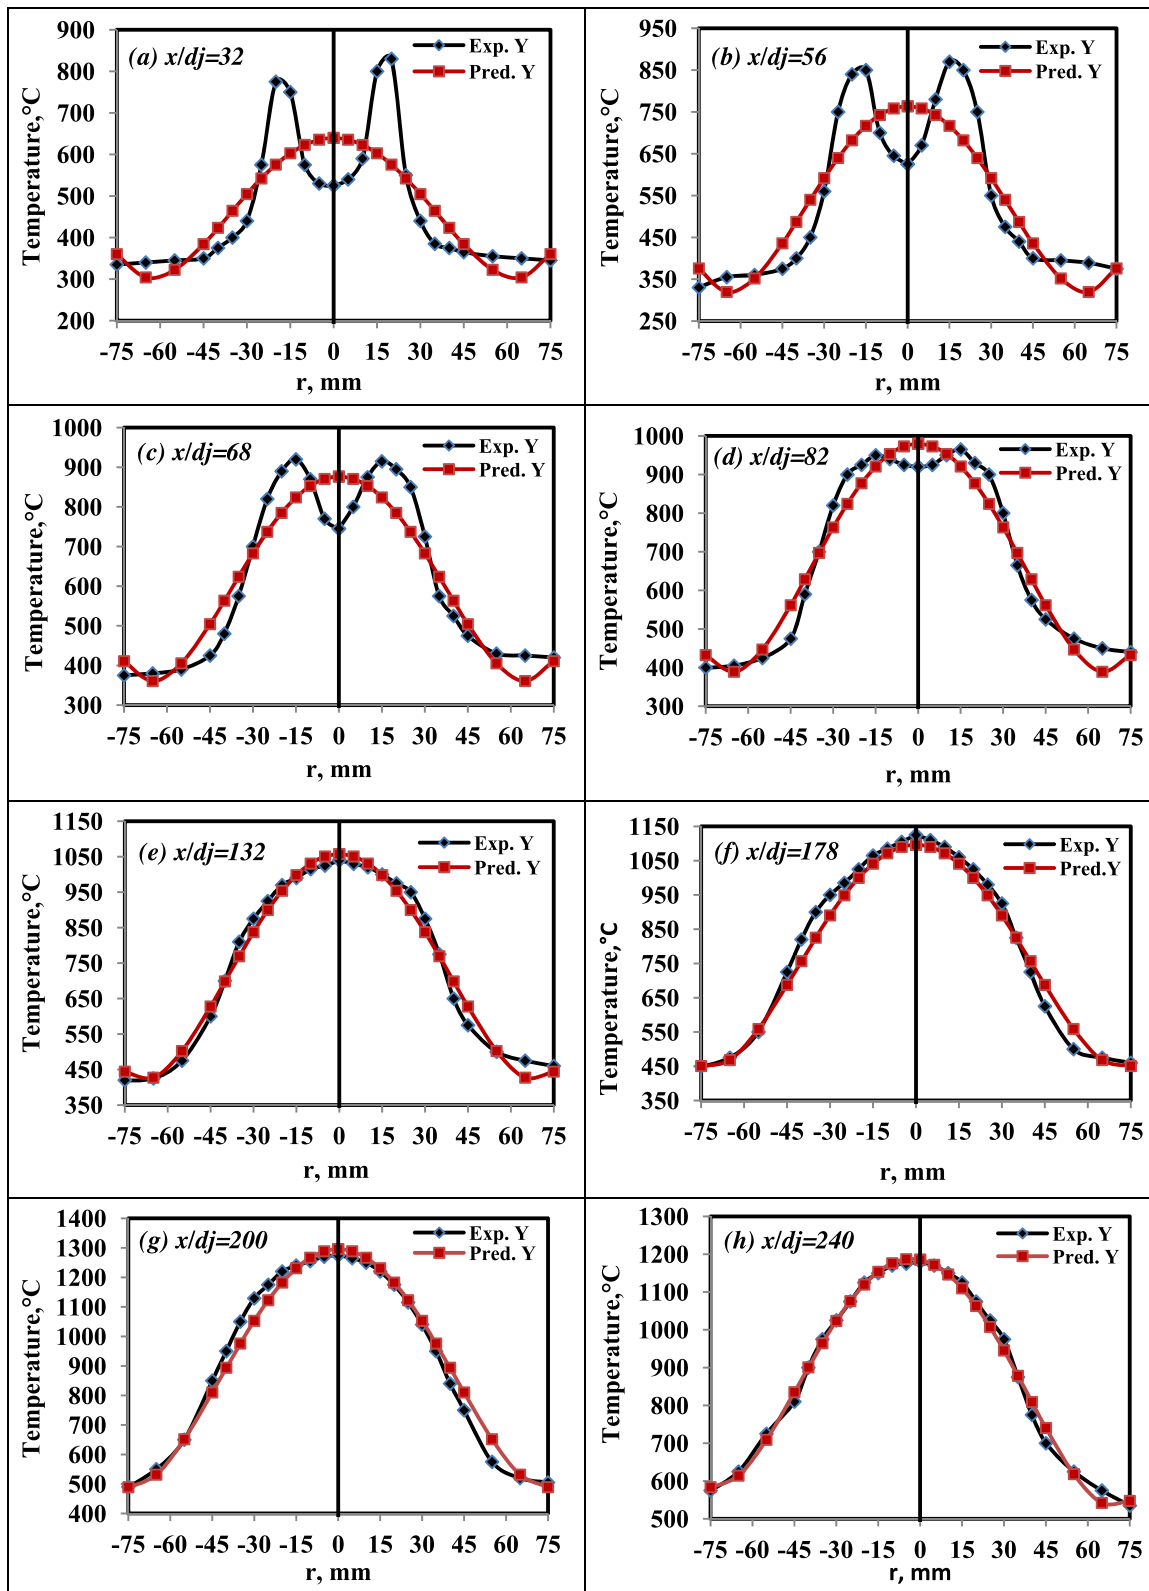 (a) x/dj=32
Exp. Y
Pred. Y
Temperature,°C
900
800
700
600
500
400
300
200
-75 -60 -45 -30 -15 0 15 30 45 60 75
r, mm
(b) x/dj=56
Exp. Y
Pred. Y
Temperature,°C
950
850
750
650
550
450
350
250
-75 -60 -45 -30 -15 0 15 30 45 60 75
r, mm
(c) x/dj=68
Exp. Y
Pred. Y
Temperature,°C
1000
900
800
700
600
500
400
300
-75 -60 -45 -30 -15 0 15 30 45 60 75
r, mm
(d) x/dj=82
Exp. Y
Pred. Y
Temperature,°C
1000
900
800
700
600
500
400
300
-75 -60 -45 -30 -15 0 15 30 45 60 75
r, mm
(e) x/dj=132
Exp. Y
Pred. Y
Temperature,°C
1150
1050
950
850
750
650
550
450
350
-75 -60 -45 -30 -15 0 15 30 45 60 75
r, mm
(f) x/dj=178
Exp. Y
Pred.Y
Temperature,°C
1150
1050
950
850
750
650
550
450
350
-75 -60 -45 -30 -15 0 15 30 45 60 75
r, mm
(g) x/dj=200
Exp. Y
Pred. Y
Temperature,°C
1400
1300
1200
1100
1000
900
800
700
600
500
400
-75 -60 -45 -30 -15 0 15 30 45 60 75
r, mm
(h) x/dj=240
Exp. Y
Pred. Y
Temperature,°C
1300
1200
1100
1000
900
800
700
600
500
-75 -60 -45 -30 -15 0 15 30 45 60 75
r, mm